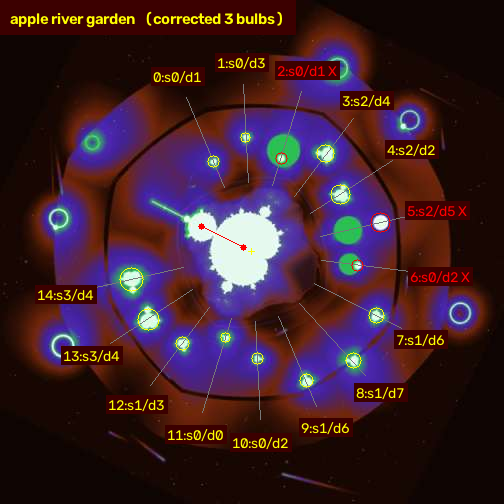 apple river garden (corrected 3 bulbs)
1:s0/d3
0:s0/d1
2:s0/d1 X
3:s2/d4
4:s2/d2
5:s2/d5 X
6:s0/d2 X
14:s3/d4
7:s1/d6
13:s3/d4
8:s1/d7
12:s1/d3
9:s1/d6
11:s0/d0
10:s0/d2